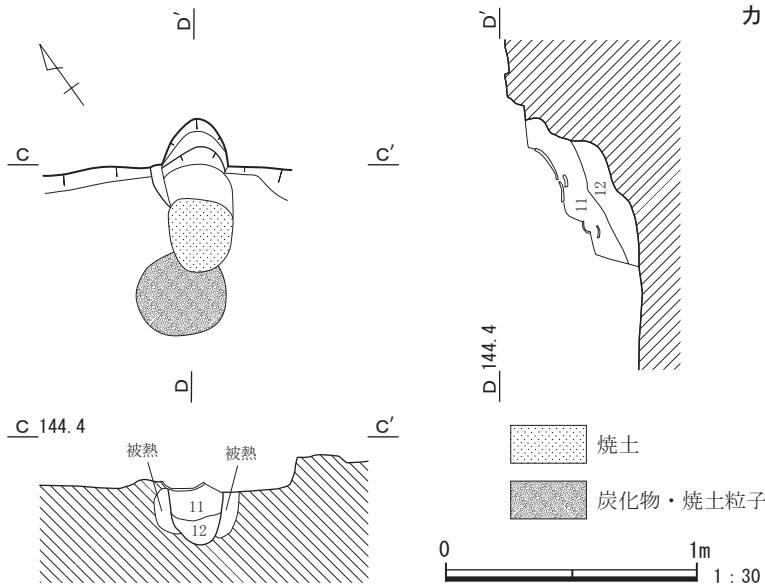 D′
D′
カ
C
C′
11
12
D
D 144.4
C 144.4
C′
被熱
被熱
11
12
焼土
炭化物・焼土粒子
0
1m
1：30